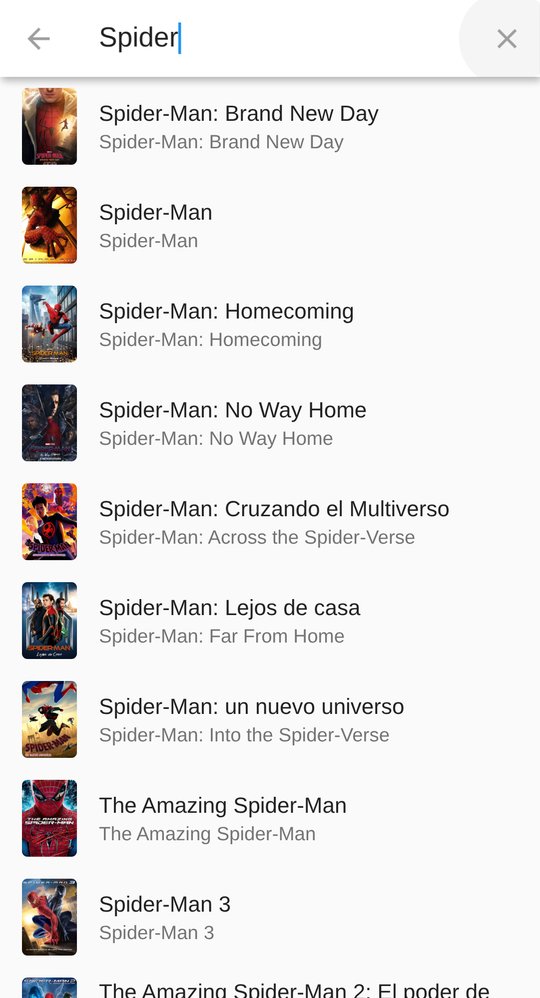 Spider
Spider-Man: Brand New Day
Spider-Man: Brand New Day
Spider-Man
Spider-Man
Spider-Man: Homecoming
Spider-Man: Homecoming
Spider-Man: No Way Home
Spider-Man: No Way Home
Spider-Man: Cruzando el Multiverso
Spider-Man: Across the Spider-Verse
Spider-Man: Lejos de casa
Spider-Man: Far From Home
Spider-Man: un nuevo universo
Spider-Man: Into the Spider-Verse
The Amazing Spider-Man
The Amazing Spider-Man
Spider-Man 3
Spider-Man 3
The Amazing Spider-Man 2: El poder de